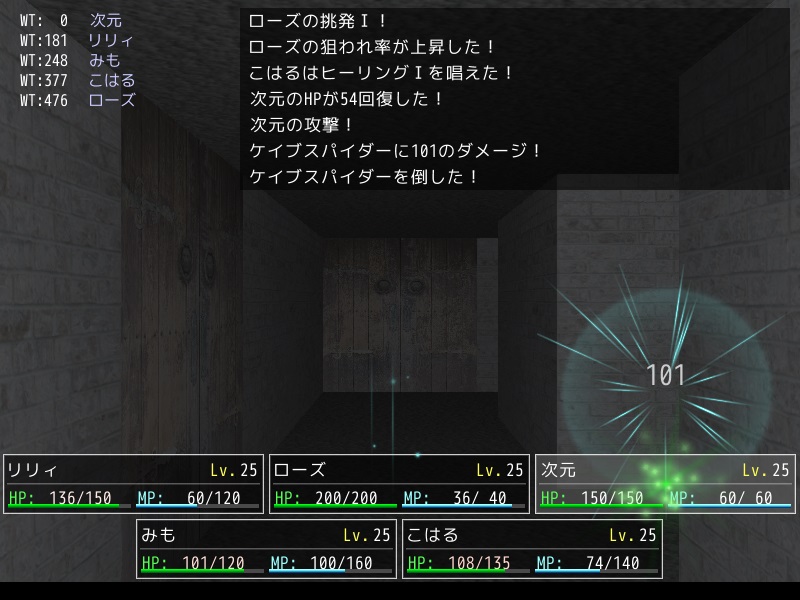 WT:  0 次元
WT:181 リリィ
WT:248 みも
WT:377 こはる
WT:476 ローズ
ローズの挑発Ⅰ！
ローズの狙われ率が上昇した！
こはるはヒーリングⅠを唱えた！
次元のHPが54回復した！
次元の攻撃！
ケイブスパイダーに101のダメージ！
ケイブスパイダーを倒した！
101
リリィ Lv.25
HP: 136/150 MP: 60/120
ローズ Lv.25
HP: 200/200 MP: 36/ 40
次元 Lv.25
HP: 150/150 MP: 60/ 60
みも Lv.25
HP: 101/120 MP: 100/160
こはる Lv.25
HP: 108/135 MP: 74/140